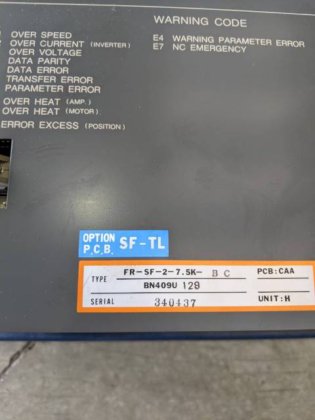 WARNING CODE
OVER SPEED
OVER CURRENT (INVERTER)
OVER VOLTAGE
DATA PARITY
DATA ERROR
TRANSFER ERROR
PARAMETER ERROR
OVER HEAT (AMP.)
OVER HEAT (MOTOR)
ERROR EXCESS (POSITION)
E4 WARNING PARAMETER ERROR
E7 NC EMERGENCY
OPTION P.C.B. SF-TL
TYPE FR-SF-2-7.5K- BC PCB:CAA
BN409U 129
SERIAL 340437 UNIT:H